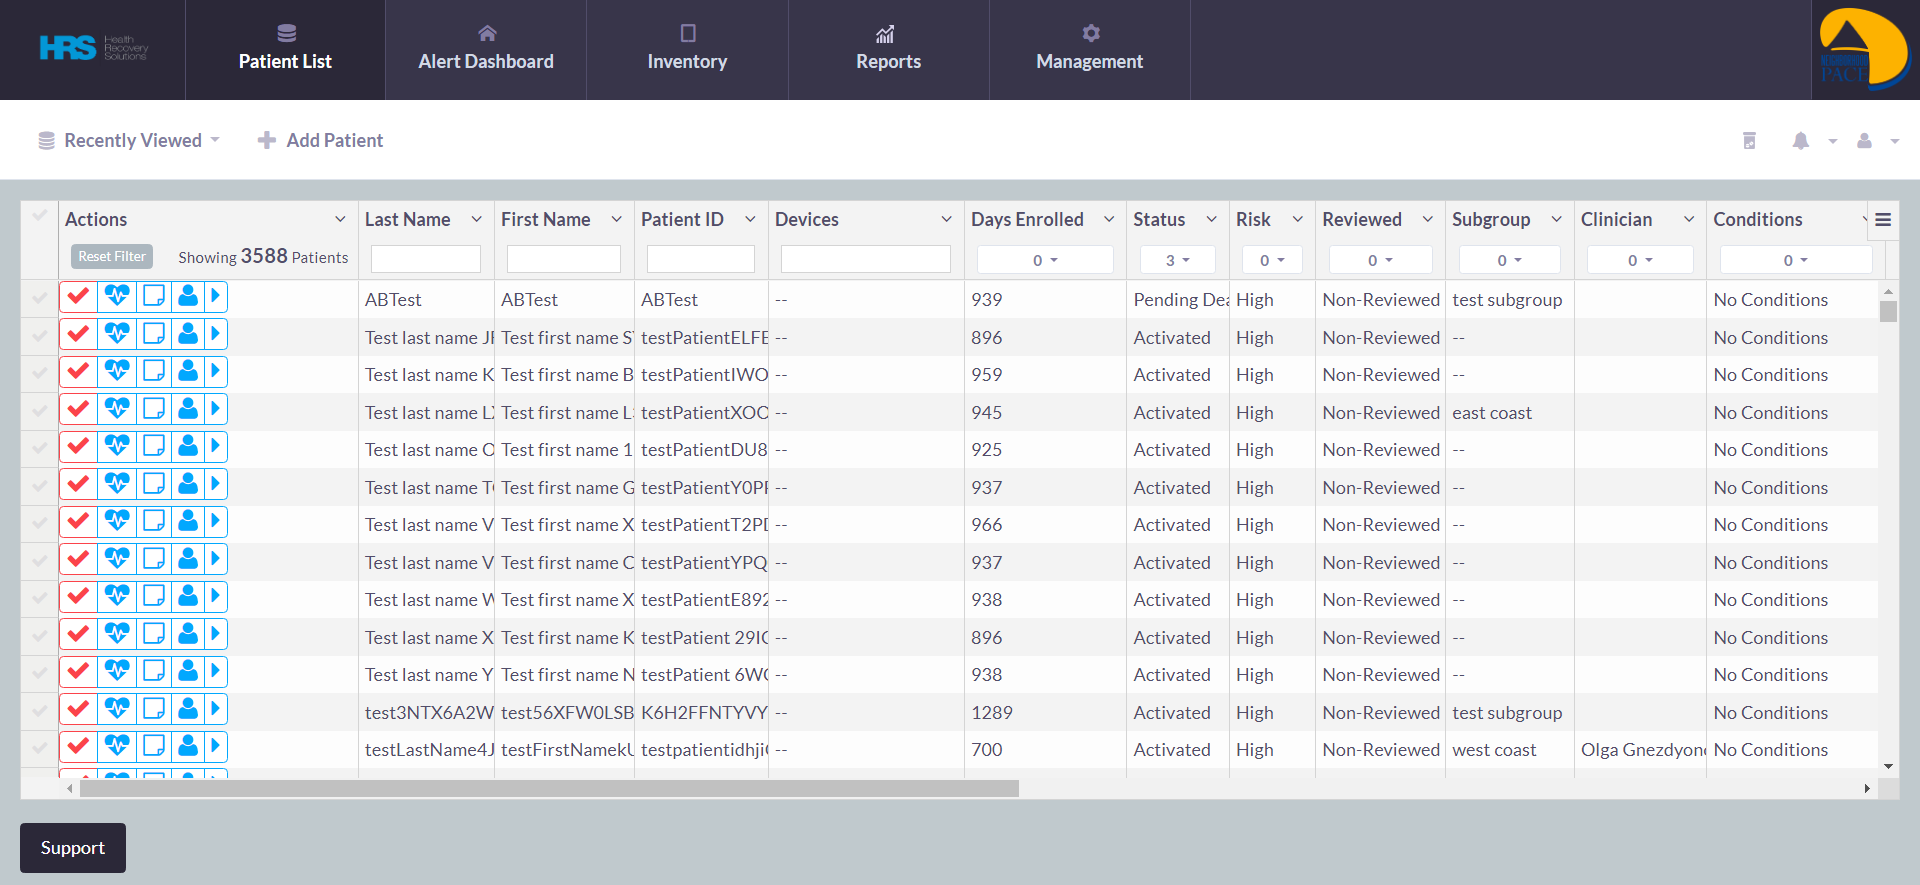 HRS Health Recovery Solutions
Patient List
Alert Dashboard
Inventory
Reports
Management
PACE
Recently Viewed
Add Patient
Actions Last Name First Name Patient ID Devices Days Enrolled Status Risk Reviewed Subgroup Clinician Conditions
Reset Filter Showing 3588 Patients 0 3 0 0 0 0 0
ABTest ABTest ABTest -- 939 Pending Dea High Non-Reviewed test subgroup No Conditions
Test last name Test first name testPatientELFE -- 896 Activated High Non-Reviewed -- No Conditions
Test last name K Test first name B testPatientIWO -- 959 Activated High Non-Reviewed -- No Conditions
Test last name Test first name testPatientXOC -- 945 Activated High Non-Reviewed east coast No Conditions
Test last name O Test first name 1 testPatientDU8 -- 925 Activated High Non-Reviewed -- No Conditions
Test last name Test first name G testPatientY0P -- 937 Activated High Non-Reviewed -- No Conditions
Test last name V Test first name X testPatientT2PD -- 966 Activated High Non-Reviewed -- No Conditions
Test last name V Test first name C testPatientYPQ -- 937 Activated High Non-Reviewed -- No Conditions
Test last name W Test first name X testPatientE892 -- 938 Activated High Non-Reviewed -- No Conditions
Test last name X Test first name K testPatient 29IC -- 896 Activated High Non-Reviewed -- No Conditions
Test last name Y Test first name N testPatient 6W -- 938 Activated High Non-Reviewed -- No Conditions
test3NTX6A2W test56XFW0LSB K6H2FFNTYVY -- 1289 Activated High Non-Reviewed test subgroup No Conditions
testLastName4J testFirstNamekU testpatientidhji -- 700 Activated High Non-Reviewed west coast Olga Gnezdyono No Conditions
Support